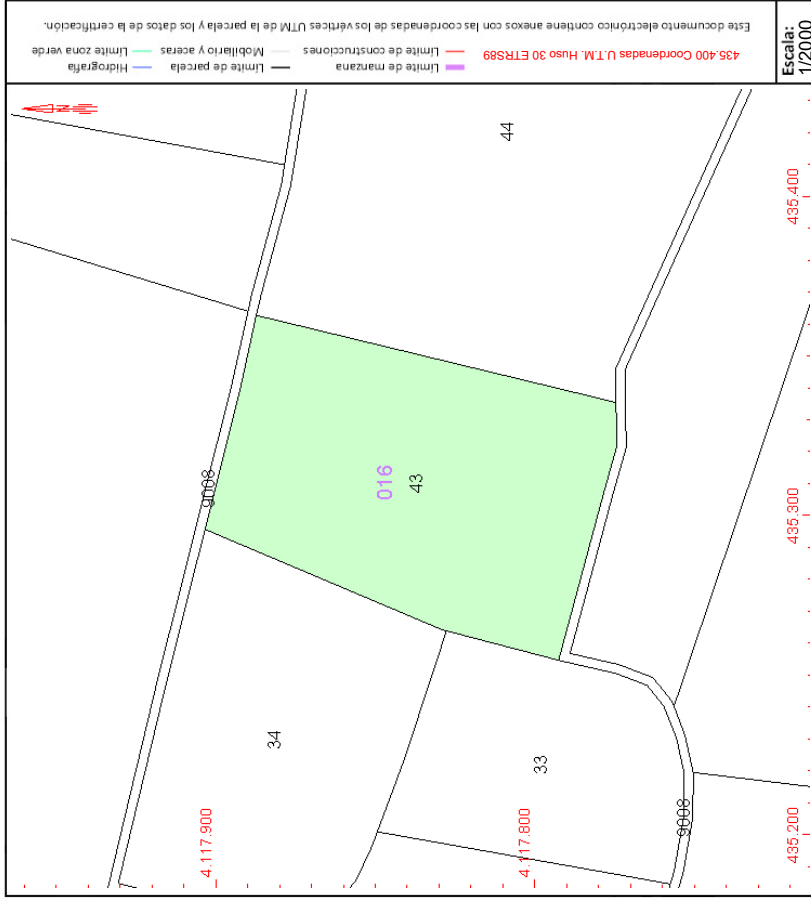 Este documento electrónico contiene anexos con las coordenadas de los vértices UTM de la parcela y los datos de la certificación.
435.400 Coordenadas U.T.M. Huso 30 ETRS89
Límite de manzana
Límite de construcciones
Límite de parcela
Mobiliario y aceras
Hidrografía
Límite zona verde
Escala:
1/2000
N
44
435.400
9008
016
43
435.300
34
33
4.117.900
4.117.800
9008
435.200